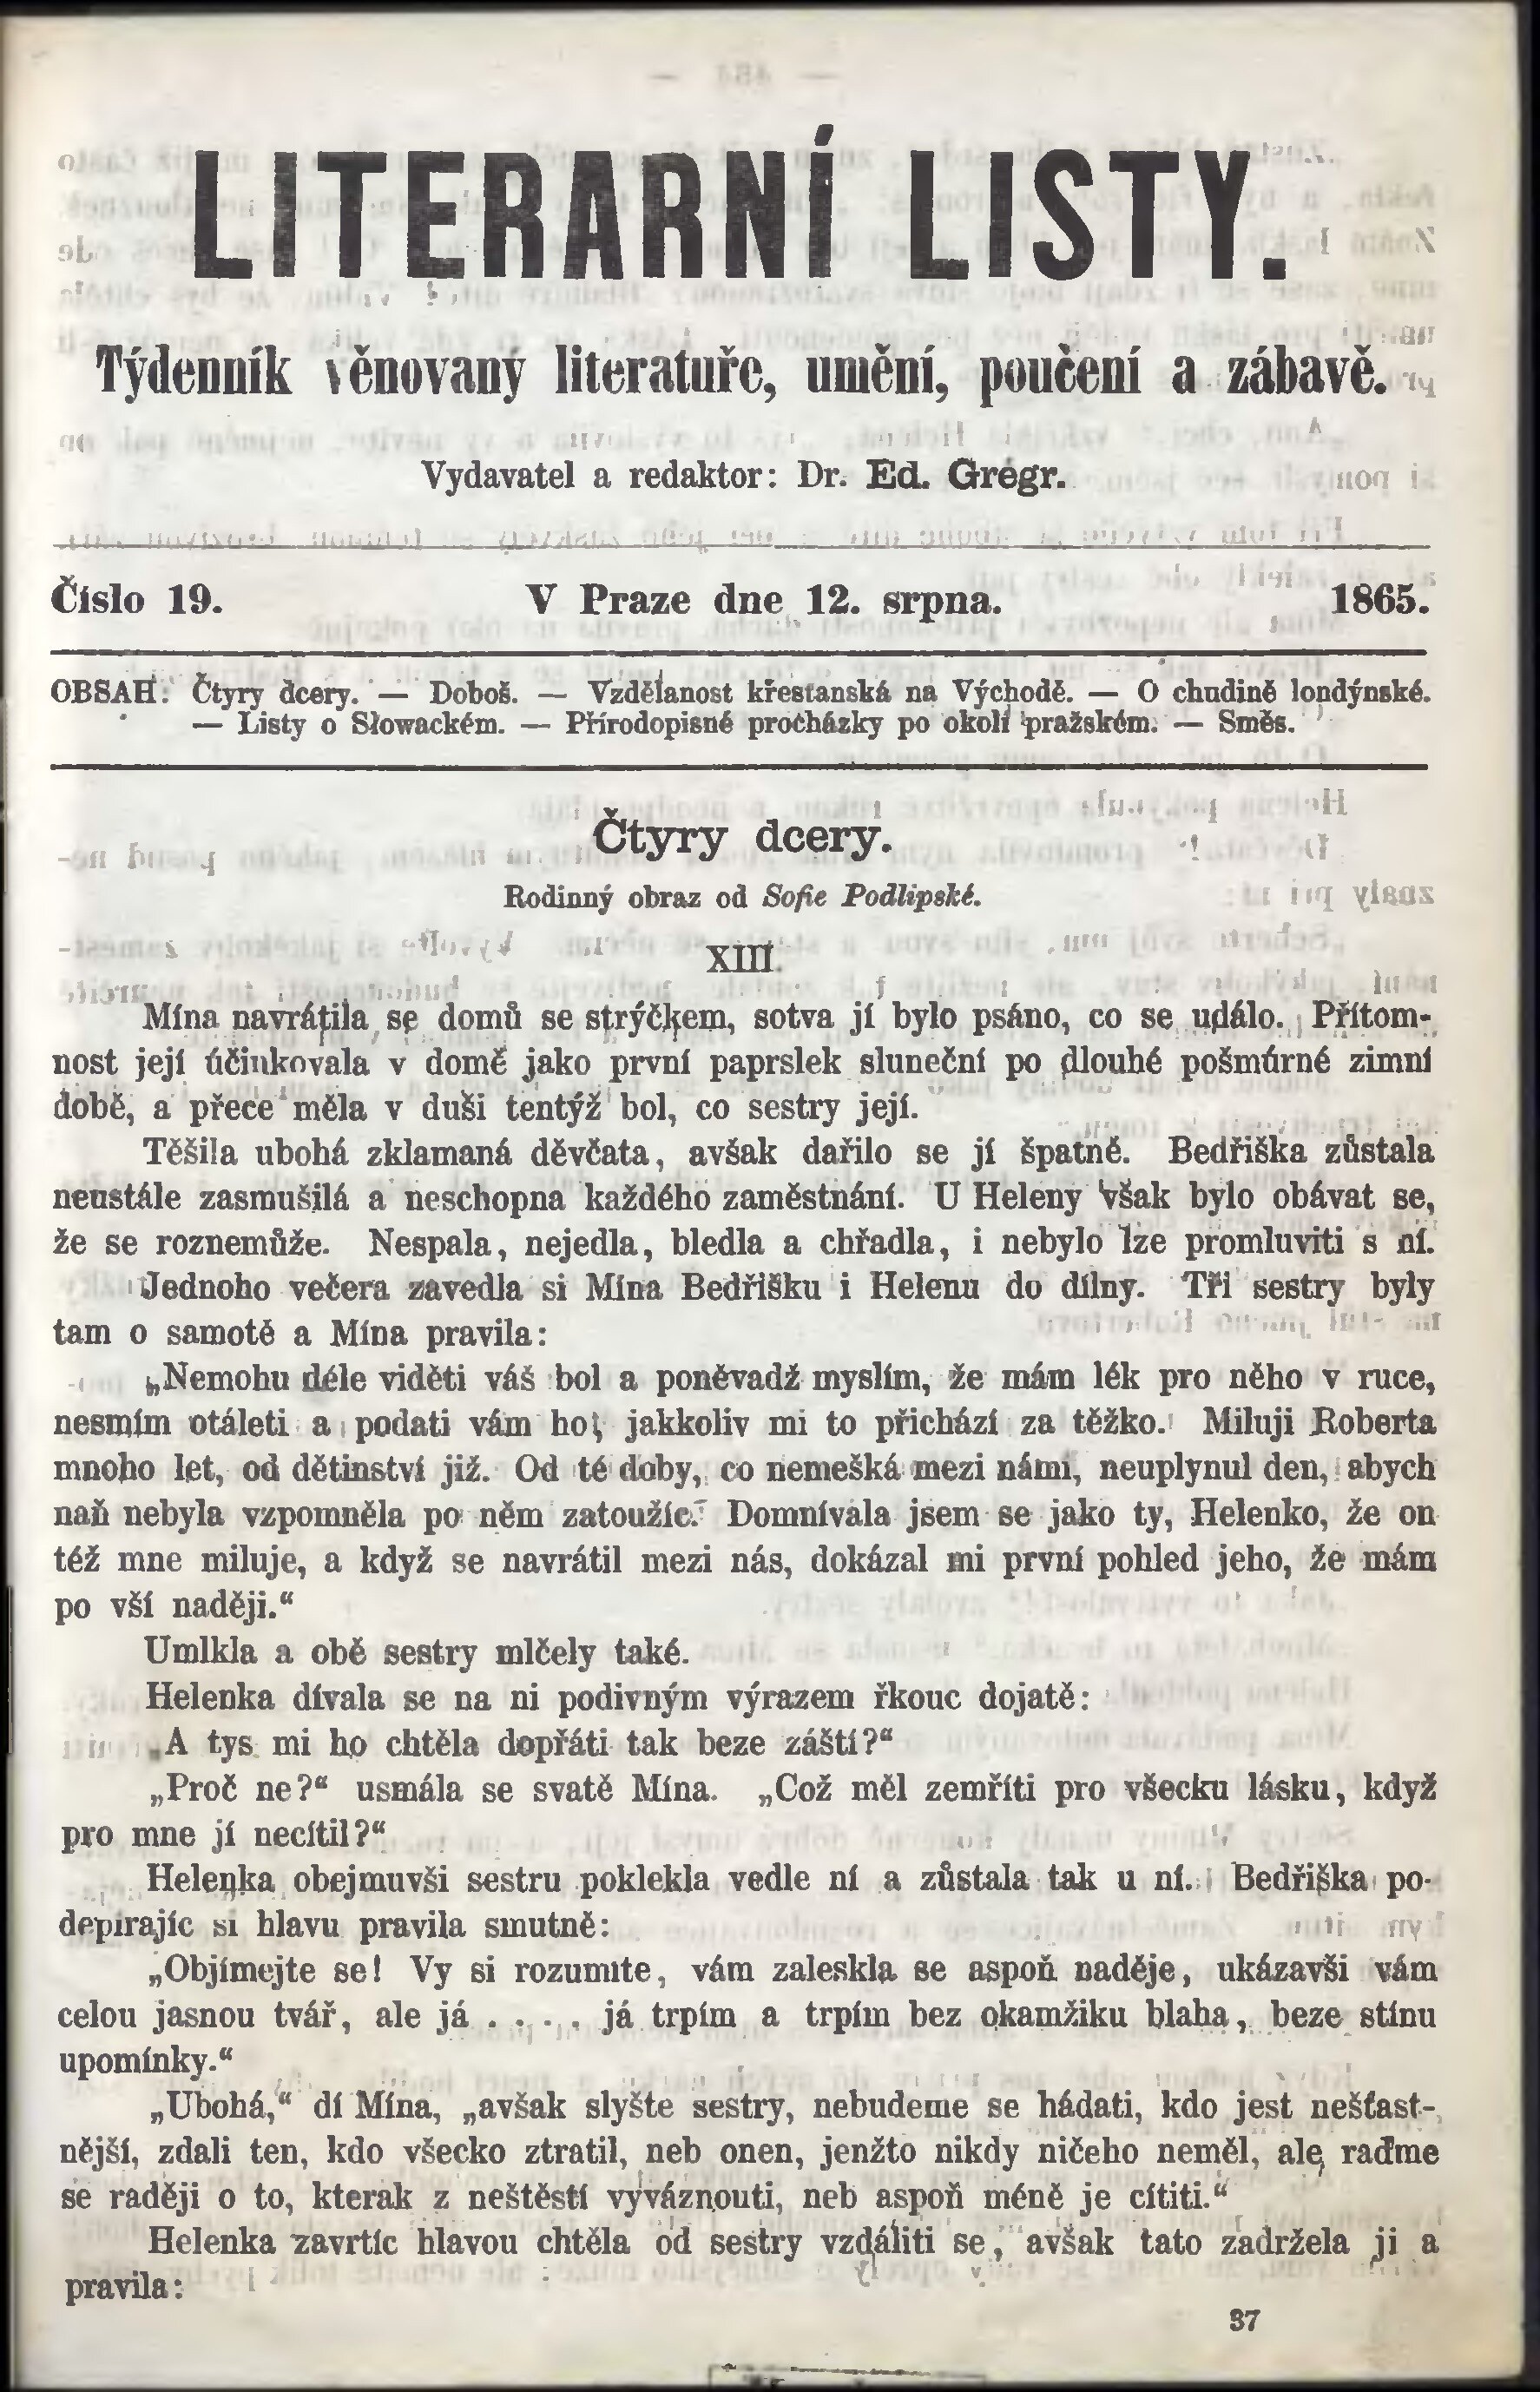 LITERARNÍ LISTY.
Týdenník věnovaný literatuře, umění, poučení a zábavě.
Vydavatel a redaktor: Dr. Ed. Grégr.
Číslo 19. V Praze dne 12. srpna. 1865.
OBSAH: Čtyry dcery. — Doboš. — Vzdělanost křesťanská na Východě. — O chudině londýnské.
— Listy o Słowackém. — Přírodopisné procházky po okolí pražském. — Směs.
Čtyry dcery.
Rodinný obraz od Sofie Podlipské.
XIII.
Mína navrátila se domů se strýčkem, sotva jí bylo psáno, co se událo. Přítom-
nost její účinkovala v domě jako první paprslek sluneční po dlouhé pošmúrné zimní
době, a přece měla v duši tentýž bol, co sestry její.
Těšila ubohá zklamaná děvčata, avšak dařilo se jí špatně. Bedřiška zůstala
neustále zasmušilá a neschopna každého zaměstnání. U Heleny však bylo obávat se,
že se roznemůže. Nespala, nejedla, bledla a chřadla, i nebylo lze promluviti s ní.
Jednoho večera zavedla si Mína Bedřišku i Helenu do dílny. Tři sestry byly
tam o samotě a Mína pravila:
„Nemohu déle viděti váš bol a poněvadž myslím, že mám lék pro něho v ruce,
nesmím otáleti a podati vám ho, jakkoliv mi to přichází za těžko. Miluji Roberta
mnoho let, od dětinství již. Od té doby, co nemešká mezi námi, neuplynul den, abych
naň nebyla vzpomněla po něm zatoužíc. Domnívala jsem se jako ty, Helenko, že on
též mne miluje, a když se navrátil mezi nás, dokázal mi první pohled jeho, že mám
po vší naději.“
Umlkla a obě sestry mlčely také.
Helenka dívala se na ni podivným výrazem řkouc dojatě:
„A tys mi ho chtěla dopřáti tak beze záští?“
„Proč ne?“ usmála se svatě Mína. „Což měl zemříti pro všecku lásku, když
pro mne jí necítil?“
Helenka obejmuvši sestru poklekla vedle ní a zůstala tak u ní. Bedřiška po-
depírajíc si hlavu pravila smutně:
„Objímejte se! Vy si rozumíte, vám zaleskla se aspoň naděje, ukázavši vám
celou jasnou tvář, ale já . . . . já trpím a trpím bez okamžiku blaha, beze stínu
upomínky.“
„Ubohá,“ dí Mína, „avšak slyšte sestry, nebudeme se hádati, kdo jest nešťast-
nější, zdali ten, kdo všecko ztratil, neb onen, jenžto nikdy ničeho neměl, ale raďme
se raději o to, kterak z neštěstí vyváznouti, neb aspoň méně je cítiti.“
Helenka zavrtíc hlavou chtěla od sestry vzdáliti se, avšak tato zadržela ji a
pravila:
37